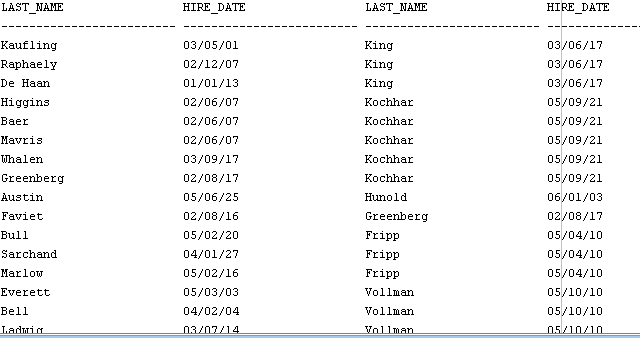 LAST_NAME HIRE_DATE LAST_NAME HIRE_DATE
Kaufling 03/05/01 King 03/06/17
Raphaely 02/12/07 King 03/06/17
De Haan 01/01/13 King 03/06/17
Higgins 02/06/07 Kochhar 05/09/21
Baer 02/06/07 Kochhar 05/09/21
Mavris 02/06/07 Kochhar 05/09/21
Whalen 03/09/17 Kochhar 05/09/21
Greenberg 02/08/17 Kochhar 05/09/21
Austin 05/06/25 Hunold 06/01/03
Faviet 02/08/16 Greenberg 02/08/17
Bull 05/02/20 Fripp 05/04/10
Sarchand 04/01/27 Fripp 05/04/10
Marlow 05/02/16 Fripp 05/04/10
Everett 05/03/03 Vollman 05/10/10
Bell 04/02/04 Vollman 05/10/10
Ladwig 03/07/14 Vollman 05/10/10